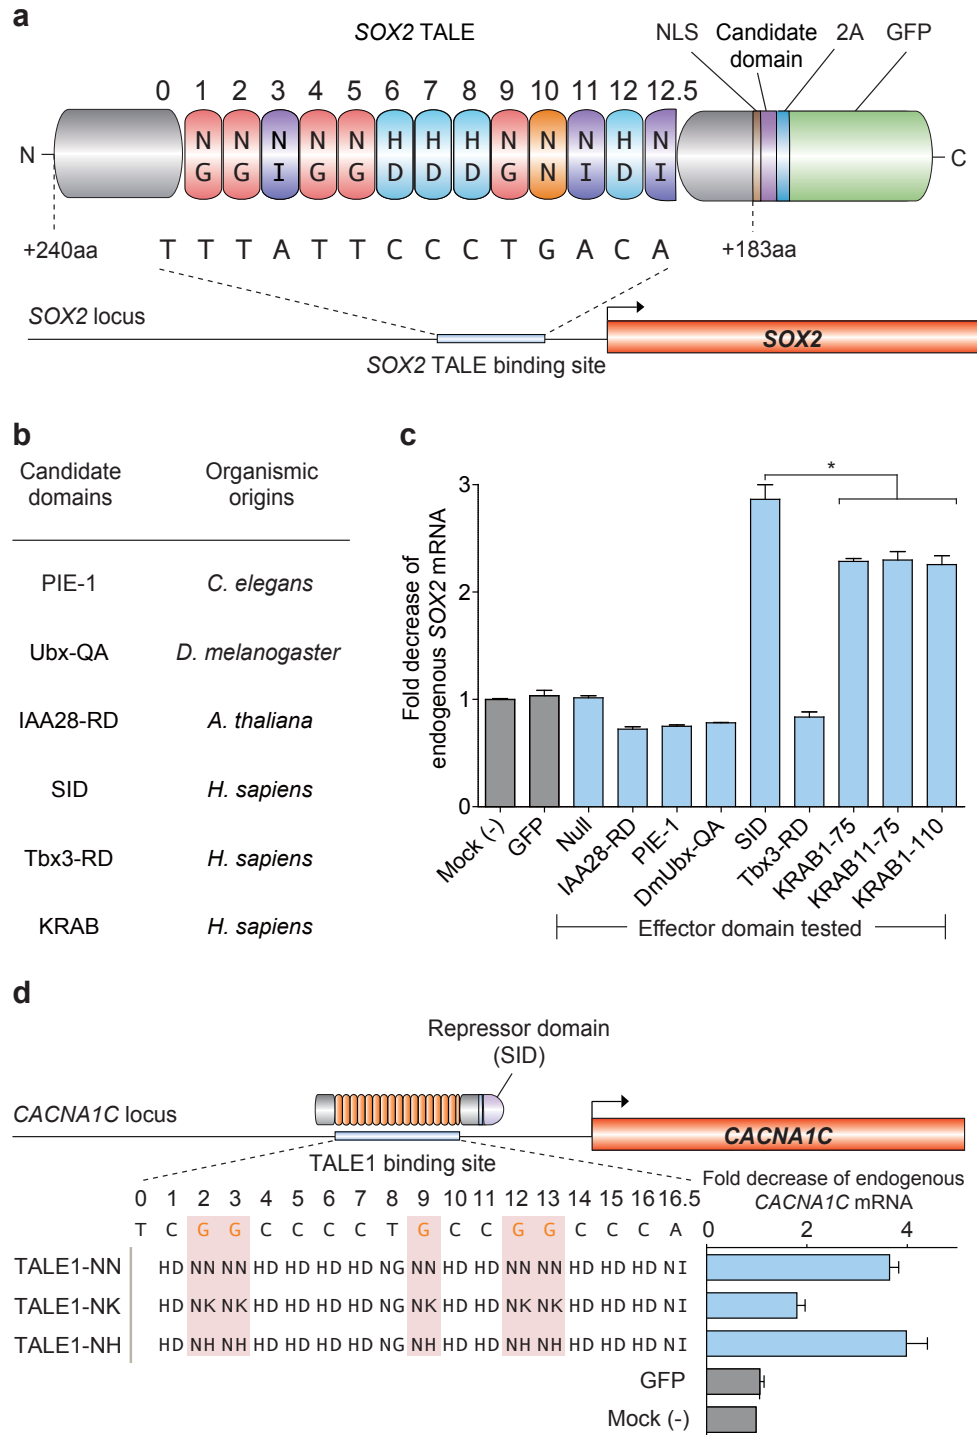 a
SOX2 TALE
NLS Candidate domain 2A GFP
0 1 2 3 4 5 6 7 8 9 10 11 12 12.5
N N N N N H H H N N N H N
G G I G G D D D G N I D I
N
C
+240aa
T T T A T T C C C T G A C A
+183aa
SOX2 locus
SOX2
SOX2 TALE binding site
b
Candidate domains
Organismic origins
PIE-1 C. elegans
Ubx-QA D. melanogaster
IAA28-RD A. thaliana
SID H. sapiens
Tbx3-RD H. sapiens
KRAB H. sapiens
c
Fold decrease of
endogenous SOX2 mRNA
3
2
1
0
*
Mock (-)
GFP
Null
IAA28-RD
PIE-1
DmUbx-QA
SID
Tbx3-RD
KRAB1-75
KRAB11-75
KRAB1-110
Effector domain tested
d
Repressor domain
(SID)
CACNA1C locus
CACNA1C
TALE1 binding site
Fold decrease of endogenous
CACNA1C mRNA
0 1 2 3 4 5 6 7 8 9 10 11 12 13 14 15 16 16.5
T C G G C C C C T G C C G G C C C A
0 2 4
TALE1-NN HD NN NN HD HD HD HD NG NN HD HD NN NN HD HD HD NI
TALE1-NK HD NK NK HD HD HD HD NG NK HD HD NK NK HD HD HD NI
TALE1-NH HD NH NH HD HD HD HD NG NH HD HD NH NH HD HD HD NI
GFP
Mock (-)